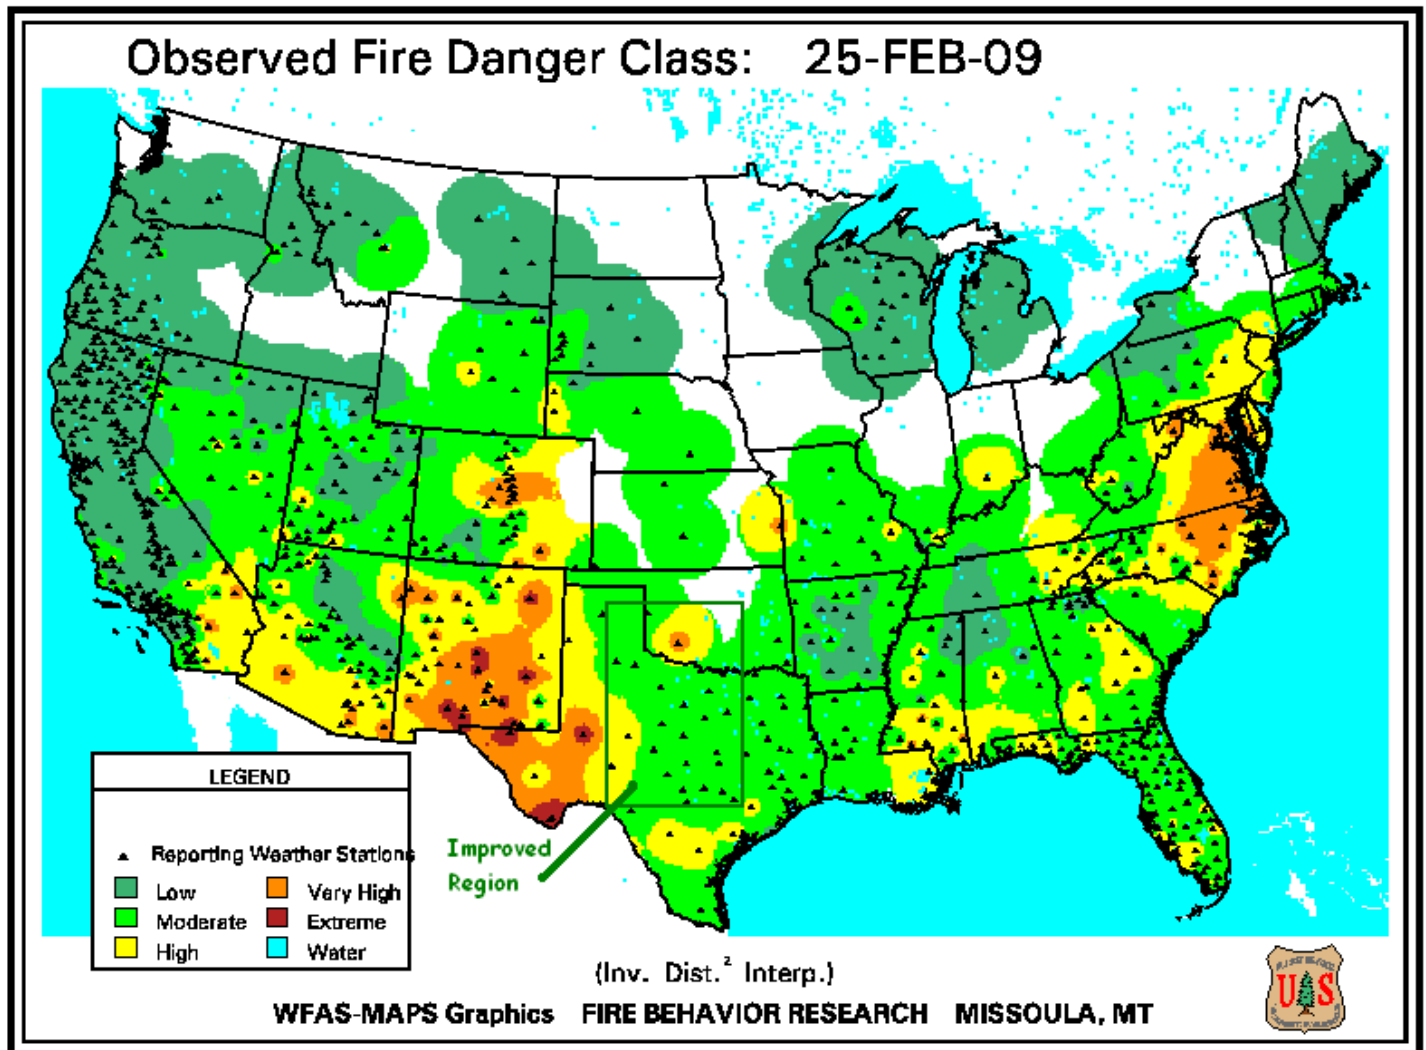 Observed Fire Danger Class: 25-FEB-09
LEGEND
Reporting Weather Stations
Low
Very High
Moderate
Extreme
High
Water
Improved
Region
(Inv. Dist.² Interp.)
WFAS-MAPS Graphics FIRE BEHAVIOR RESEARCH MISSOULA, MT
US